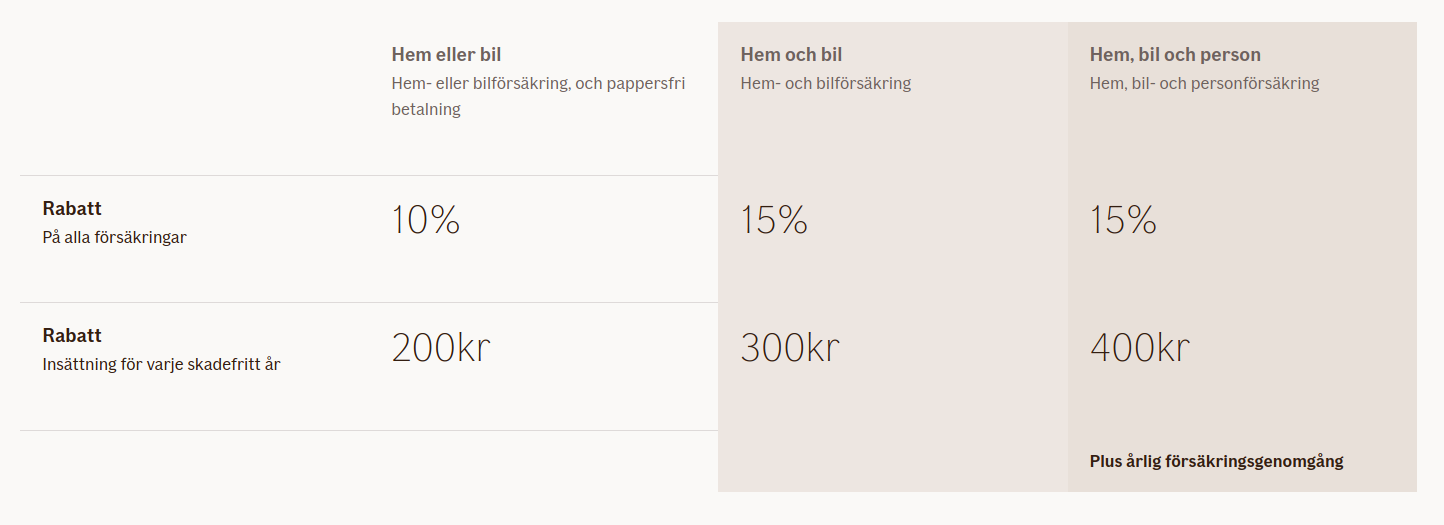 Hem eller bil
Hem- eller bilförsäkring, och pappersfri
betalning
Hem och bil
Hem- och bilförsäkring
Hem, bil och person
Hem, bil- och personförsäkring
Rabatt
På alla försäkringar
10%
15%
15%
Rabatt
Insättning för varje skadefritt år
200kr
300kr
400kr
Plus årlig försäkringsgenomgång